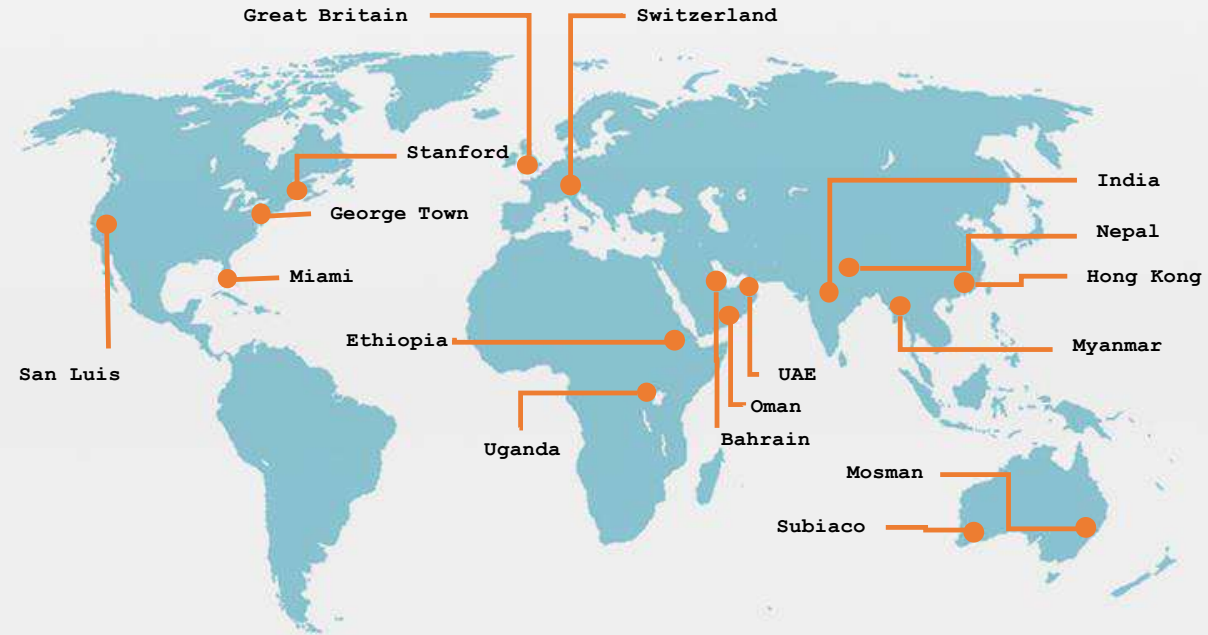 Great Britain
Switzerland
Stanford
India
George Town
Nepal
Miami
Hong Kong
Ethiopia
Myanmar
San Luis
UAE
Oman
Bahrain
Uganda
Mosman
Subiaco